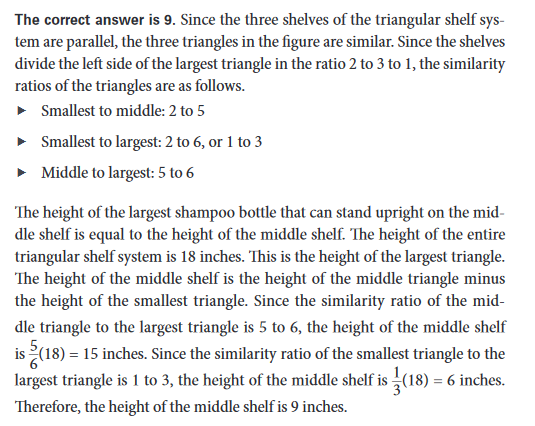 The correct answer is 9. Since the three shelves of the triangular shelf sys-
tem are parallel, the three triangles in the figure are similar. Since the shelves
divide the left side of the largest triangle in the ratio 2 to 3 to 1, the similarity
ratios of the triangles are as follows.
▶ Smallest to middle: 2 to 5
▶ Smallest to largest: 2 to 6, or 1 to 3
▶ Middle to largest: 5 to 6
The height of the largest shampoo bottle that can stand upright on the mid-
dle shelf is equal to the height of the middle shelf. The height of the entire
triangular shelf system is 18 inches. This is the height of the largest triangle.
The height of the middle shelf is the height of the middle triangle minus
the height of the smallest triangle. Since the similarity ratio of the mid-
dle triangle to the largest triangle is 5 to 6, the height of the middle shelf
is 5/6(18) = 15 inches. Since the similarity ratio of the smallest triangle to the
largest triangle is 1 to 3, the height of the middle shelf is 1/3(18) = 6 inches.
Therefore, the height of the middle shelf is 9 inches.